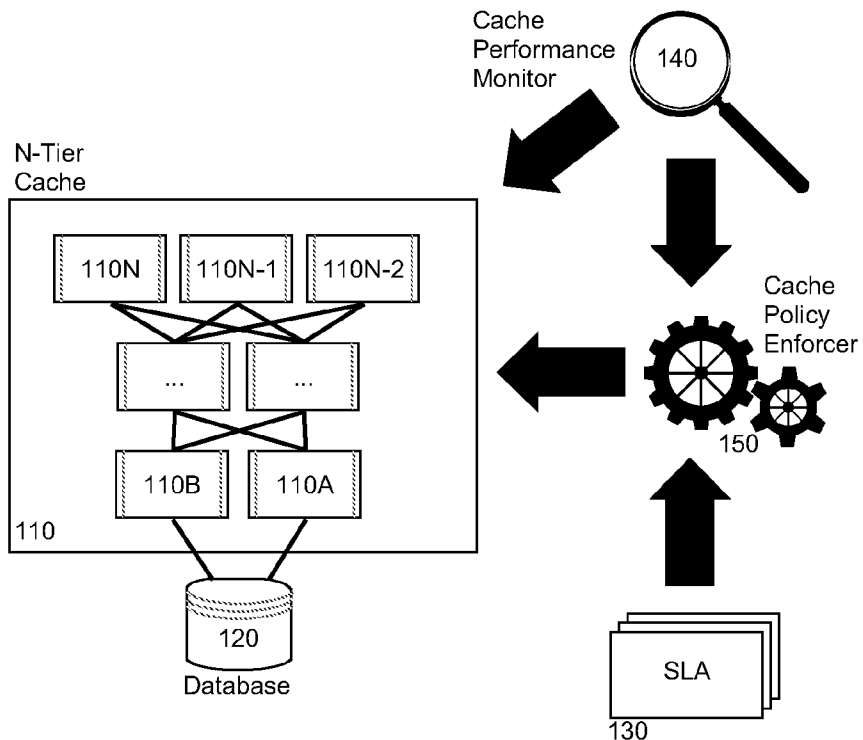 Cache
Performance
Monitor
140
N-Tier
Cache
110N
110N-1
110N-2
Cache
Policy
Enforcer
...
...
150
110B
110A
110
120
Database
SLA
130